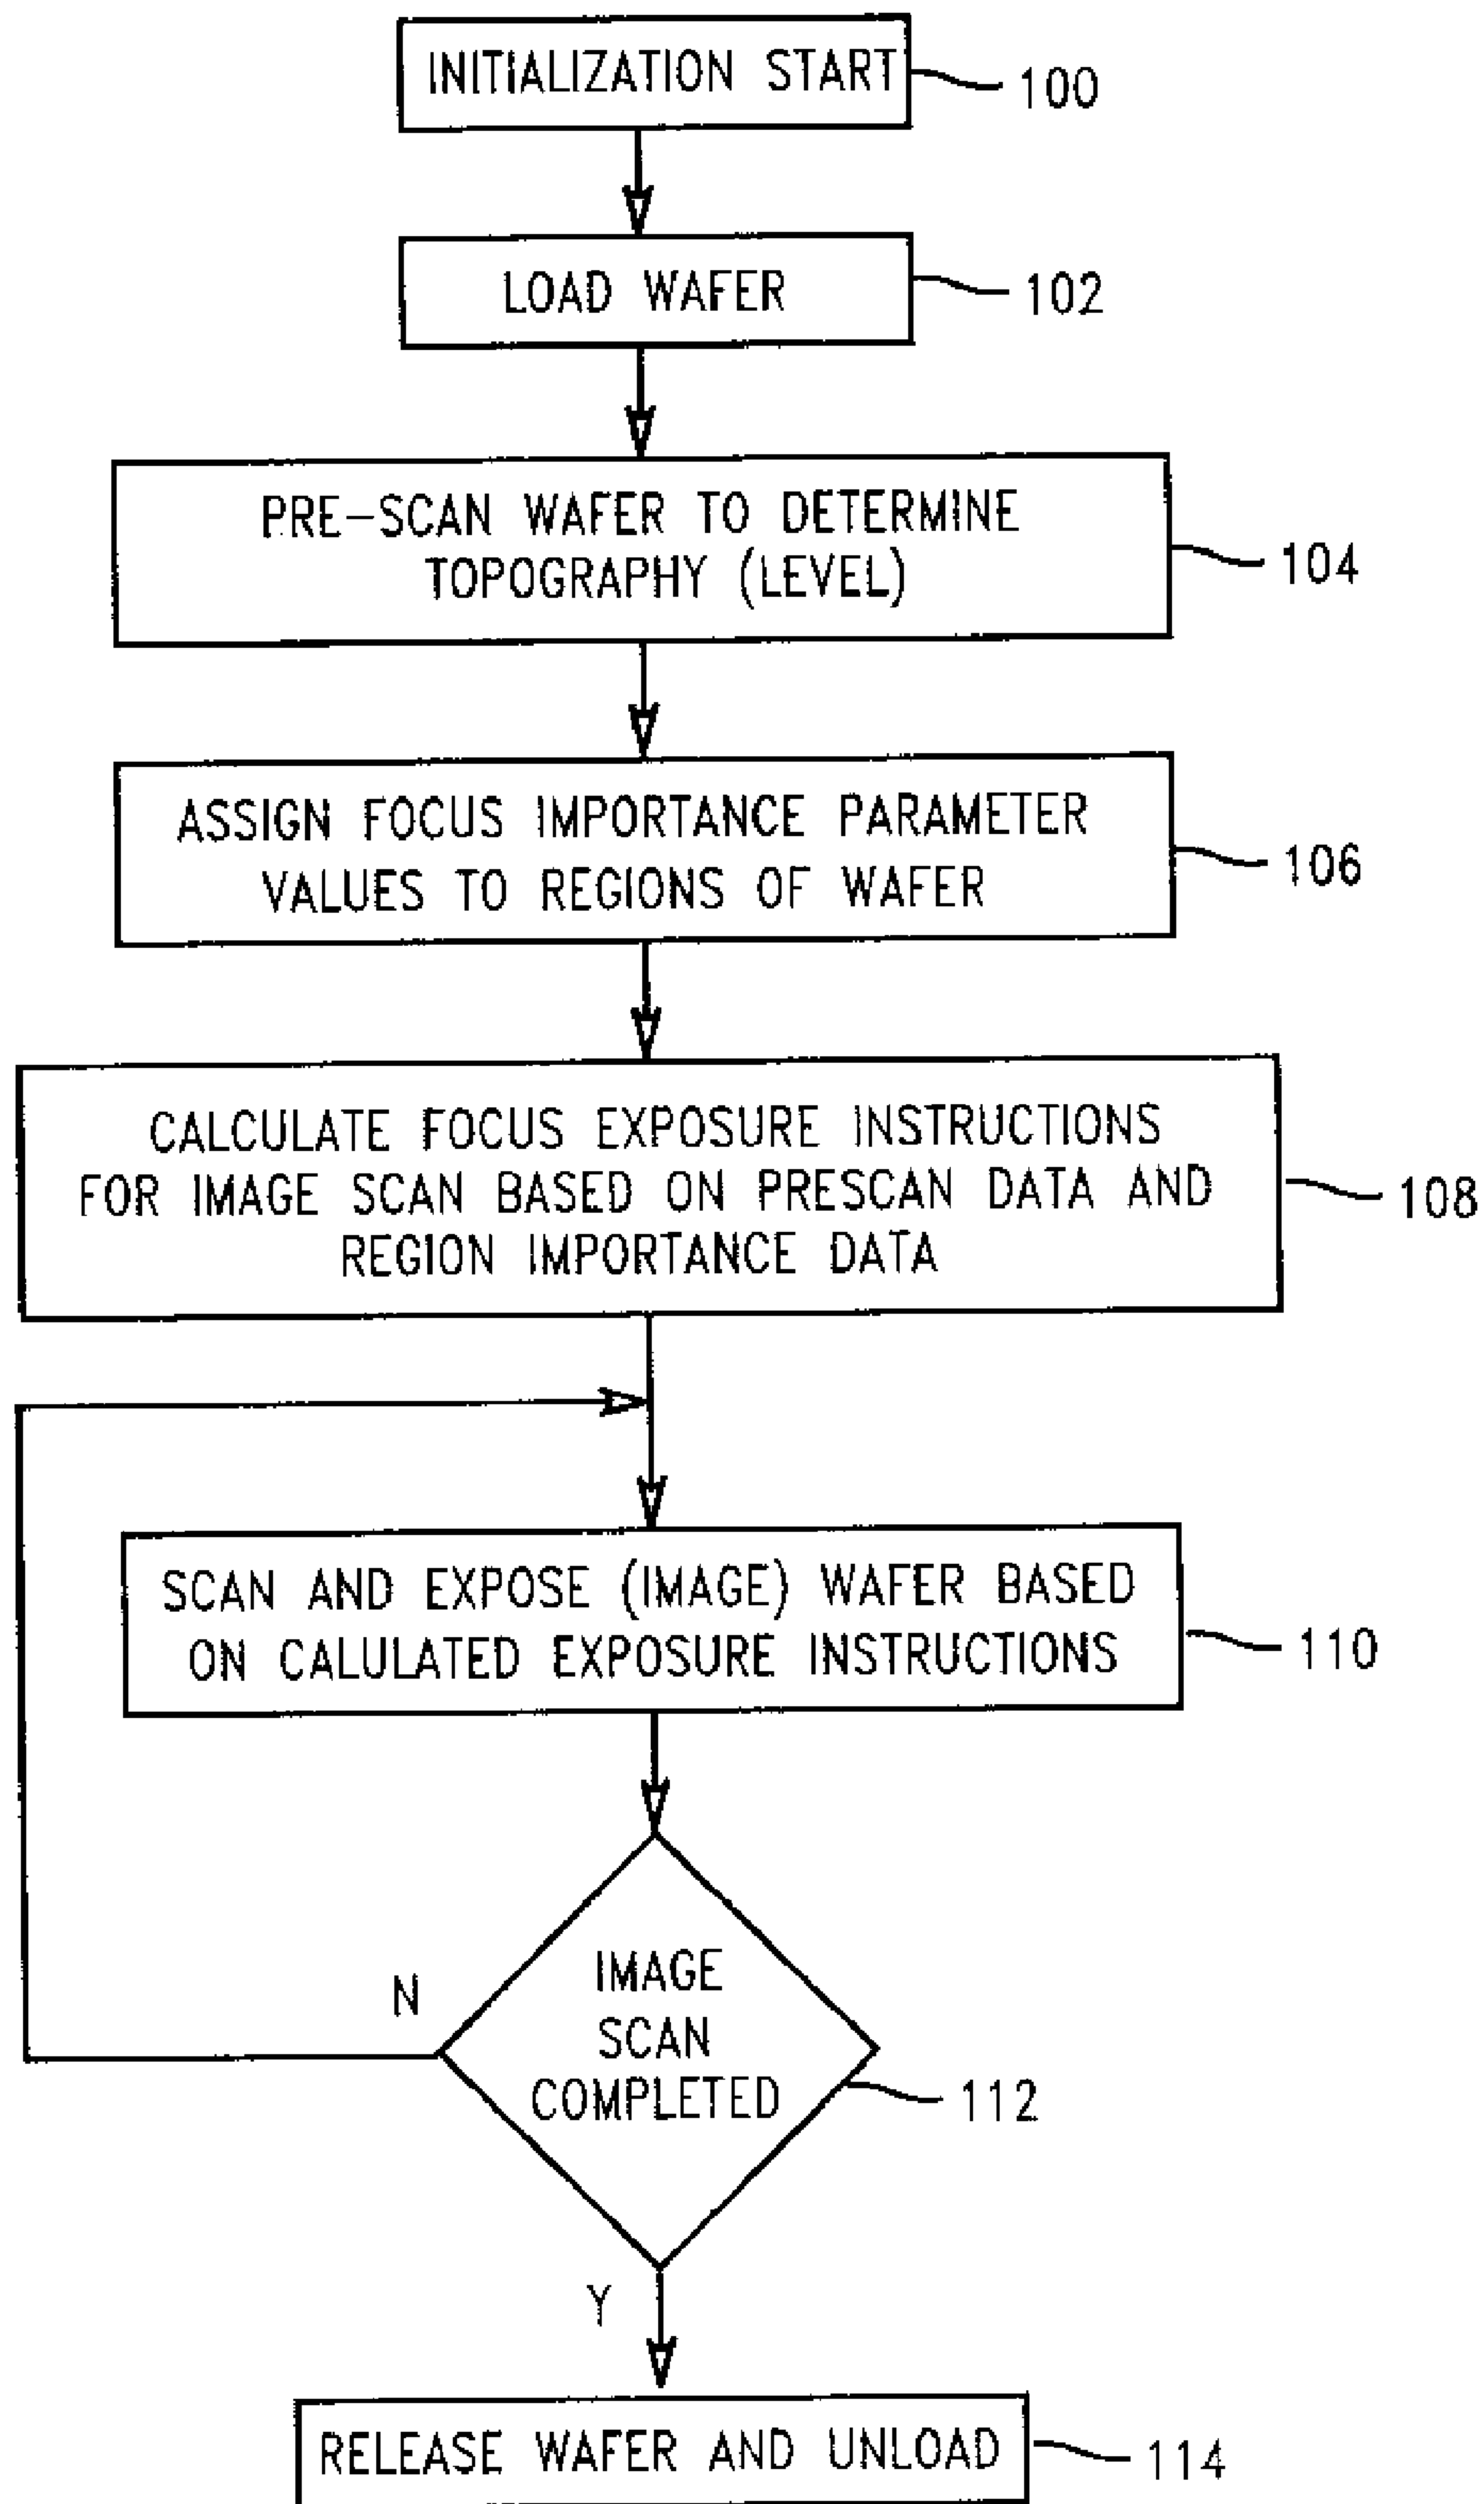 INITIALIZATION START
100
LOAD WAFER
102
PRE-SCAN WAFER TO DETERMINE
TOPOGRAPHY (LEVEL)
104
ASSIGN FOCUS IMPORTANCE PARAMETER
VALUES TO REGIONS OF WAFER
106
CALCULATE FOCUS EXPOSURE INSTRUCTIONS
FOR IMAGE SCAN BASED ON PRESCAN DATA AND
REGION IMPORTANCE DATA
108
SCAN AND EXPOSE (IMAGE) WAFER BASED
ON CALULATED EXPOSURE INSTRUCTIONS
110
N
IMAGE
SCAN
COMPLETED
112
Y
RELEASE WAFER AND UNLOAD
114